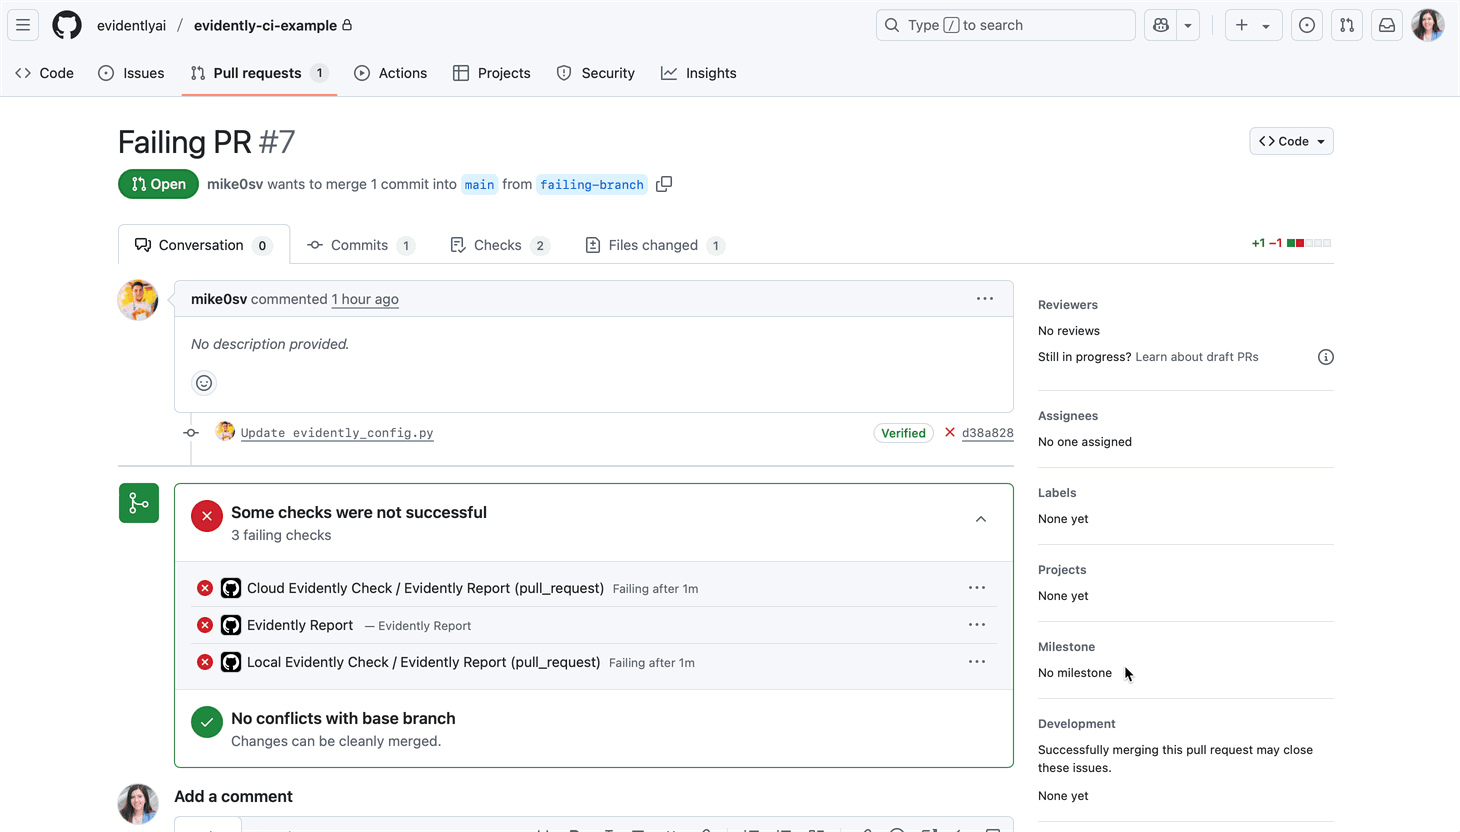 evidentlyai / evidently-ci-example
Type / to search
Code
Issues
Pull requests 1
Actions
Projects
Security
Insights
Failing PR #7
Code
Open
mike0sv wants to merge 1 commit into main from failing-branch
Conversation 0
Commits 1
Checks 2
Files changed 1
+1 −1
mike0sv commented 1 hour ago
No description provided.
Update evidently_config.py
Verified
d38a828
Some checks were not successful
3 failing checks
Cloud Evidently Check / Evidently Report (pull_request) Failing after 1m
Evidently Report — Evidently Report
Local Evidently Check / Evidently Report (pull_request) Failing after 1m
No conflicts with base branch
Changes can be cleanly merged.
Add a comment
Reviewers
No reviews
Still in progress? Learn about draft PRs
Assignees
No one assigned
Labels
None yet
Projects
None yet
Milestone
No milestone
Development
Successfully merging this pull request may close
these issues.
None yet